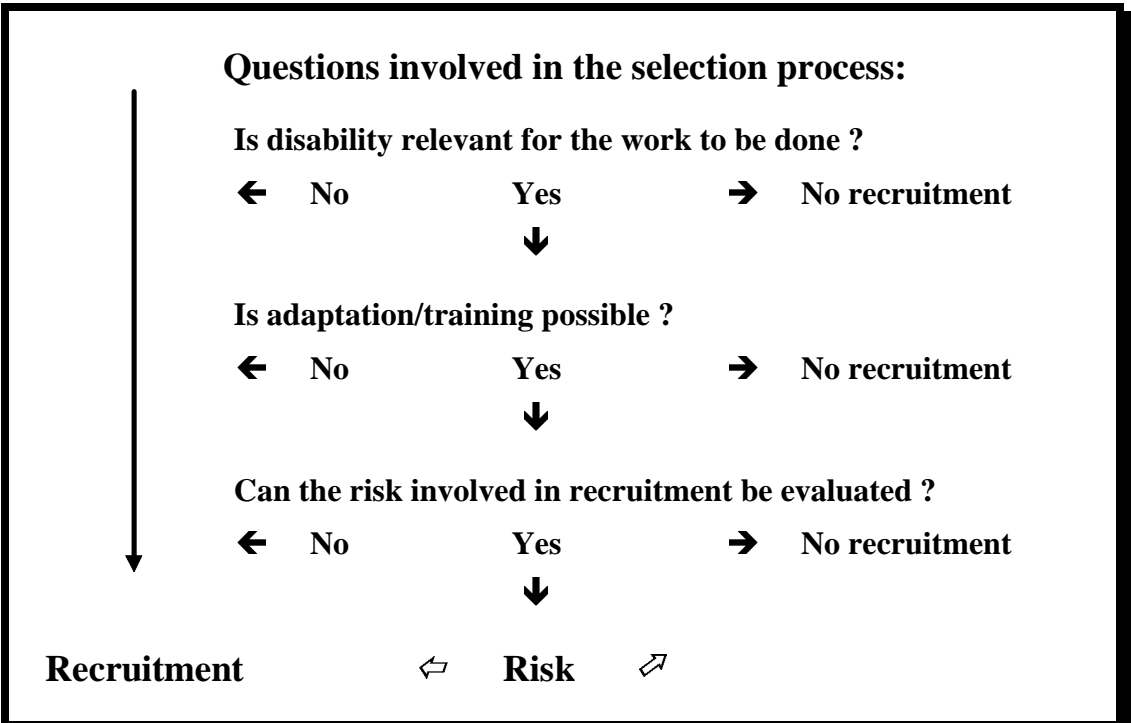 Questions involved in the selection process:
Is disability relevant for the work to be done ?
← No Yes → No recruitment
↓
Is adaptation/training possible ?
← No Yes → No recruitment
↓
Can the risk involved in recruitment be evaluated ?
← No Yes → No recruitment
↓
Recruitment ⇦ Risk ⬀